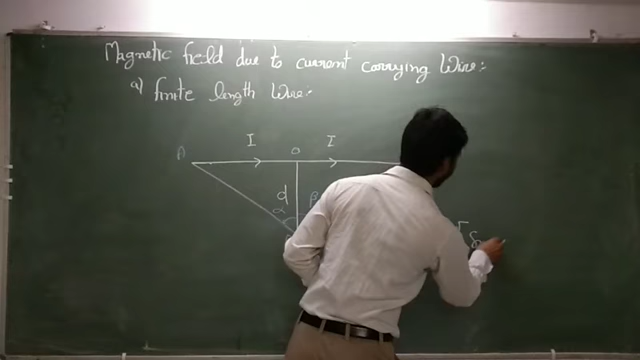 Magnetic field due to current carrying Wire:-
a) finite length Wire:-
I I
A O
d β
α